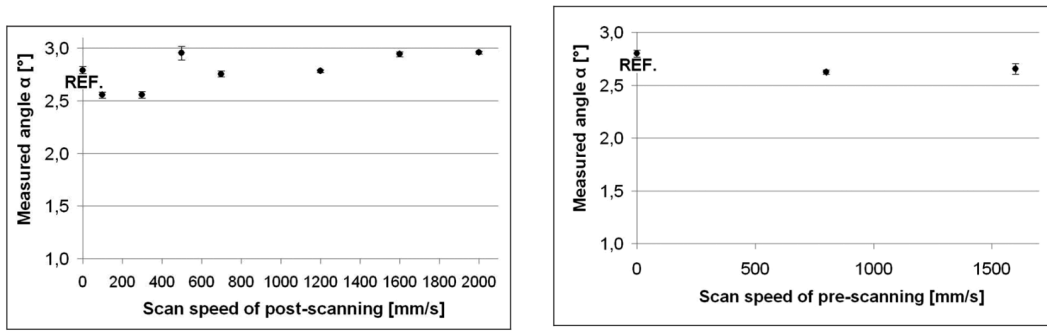 3,0
REF.
2,5
2,0
1,5
1,0
Measured angle α [°]
0 200 400 600 800 1000 1200 1400 1600 1800 2000
Scan speed of post-scanning [mm/s]
3,0
REF.
2,5
2,0
1,5
1,0
Measured angle α [°]
0 500 1000 1500
Scan speed of pre-scanning [mm/s]